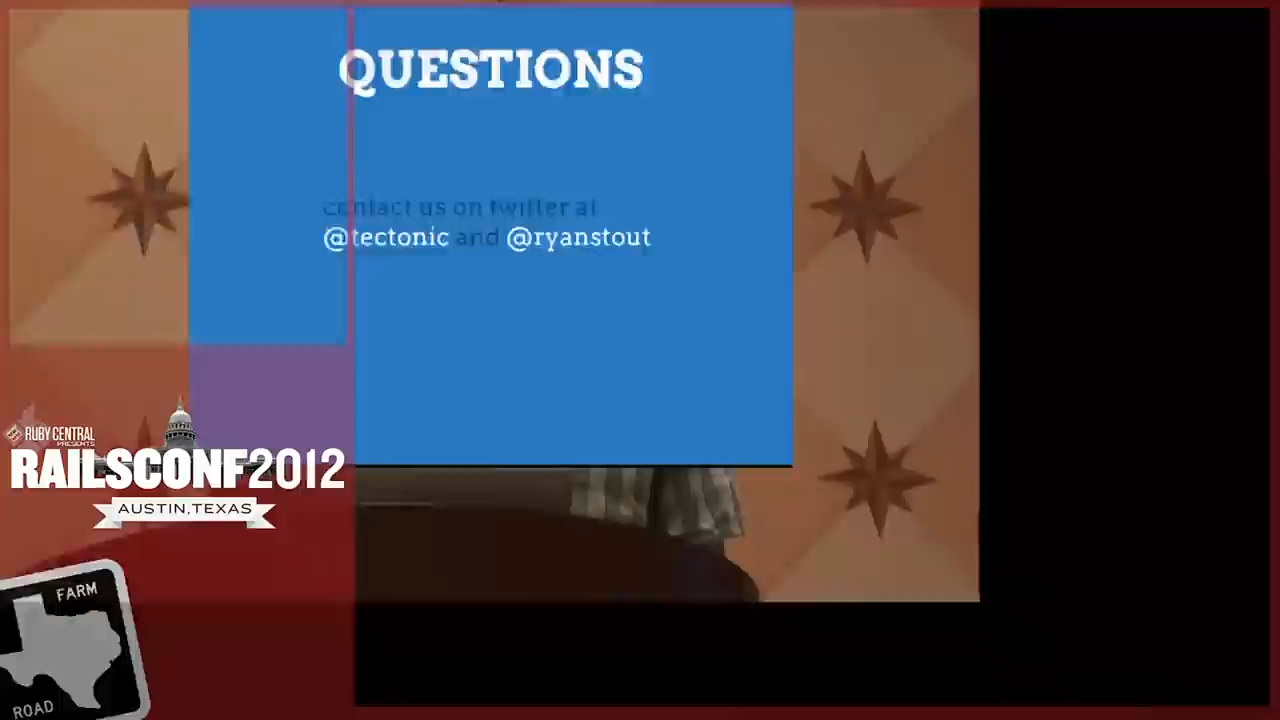 QUESTIONS
contact us on twitter at
@tectonic and @ryanstout
RUBY CENTRAL
PRESENTS
RAILSCONF2012
AUSTIN, TEXAS
FARM
ROAD